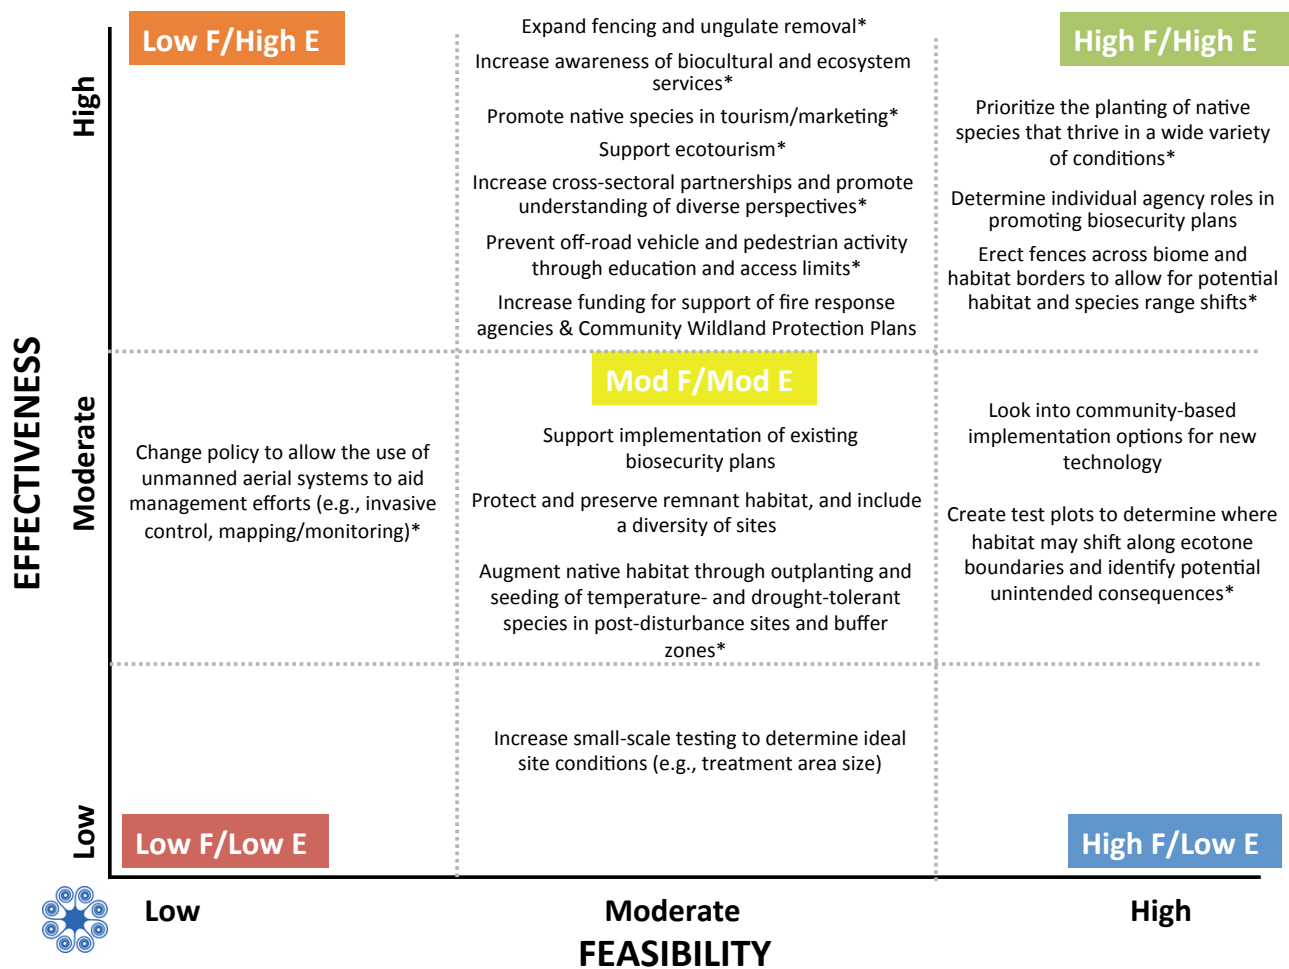 Low F/High E
Expand fencing and ungulate removal*
Increase awareness of biocultural and ecosystem
services*
Promote native species in tourism/marketing*
Support ecotourism*
Increase cross-sectoral partnerships and promote
understanding of diverse perspectives*
Prevent off-road vehicle and pedestrian activity
through education and access limits*
Increase funding for support of fire response
agencies & Community Wildland Protection Plans
High F/High E
Prioritize the planting of native
species that thrive in a wide variety
of conditions*
Determine individual agency roles in
promoting biosecurity plans
Erect fences across biome and
habitat borders to allow for potential
habitat and species range shifts*
High
EFFECTIVENESS
Moderate
Change policy to allow the use of
unmanned aerial systems to aid
management efforts (e.g., invasive
control, mapping/monitoring)*
Mod F/Mod E
Support implementation of existing
biosecurity plans
Protect and preserve remnant habitat, and include
a diversity of sites
Augment native habitat through outplanting and
seeding of temperature- and drought-tolerant
species in post-disturbance sites and buffer
zones*
Look into community-based
implementation options for new
technology
Create test plots to determine where
habitat may shift along ecotone
boundaries and identify potential
unintended consequences*
Low
Low F/Low E
Increase small-scale testing to determine ideal
site conditions (e.g., treatment area size)
High F/Low E
Low
Moderate
High
FEASIBILITY